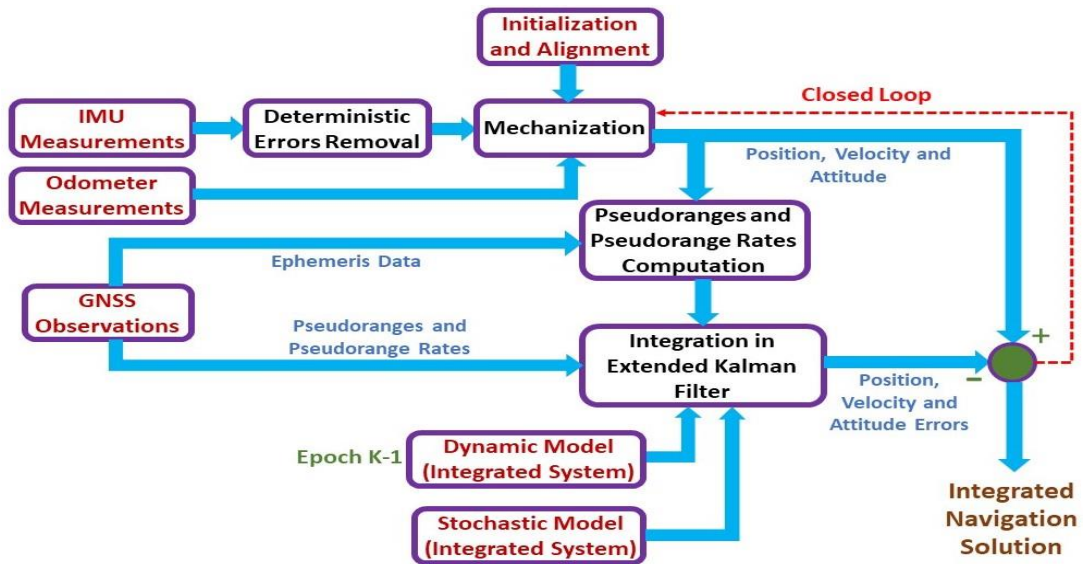 Initialization
and Alignment
Closed Loop
IMU
Measurements
Deterministic
Errors Removal
Mechanization
Position, Velocity and
Attitude
Odometer
Measurements
Pseudoranges and
Pseudorange Rates
Computation
Ephemeris Data
GNSS
Observations
Pseudoranges and
Pseudorange Rates
Integration in
Extended Kalman
Filter
+
−
Position,
Velocity and
Attitude Errors
Epoch K-1
Dynamic Model
(Integrated System)
Stochastic Model
(Integrated System)
Integrated
Navigation
Solution